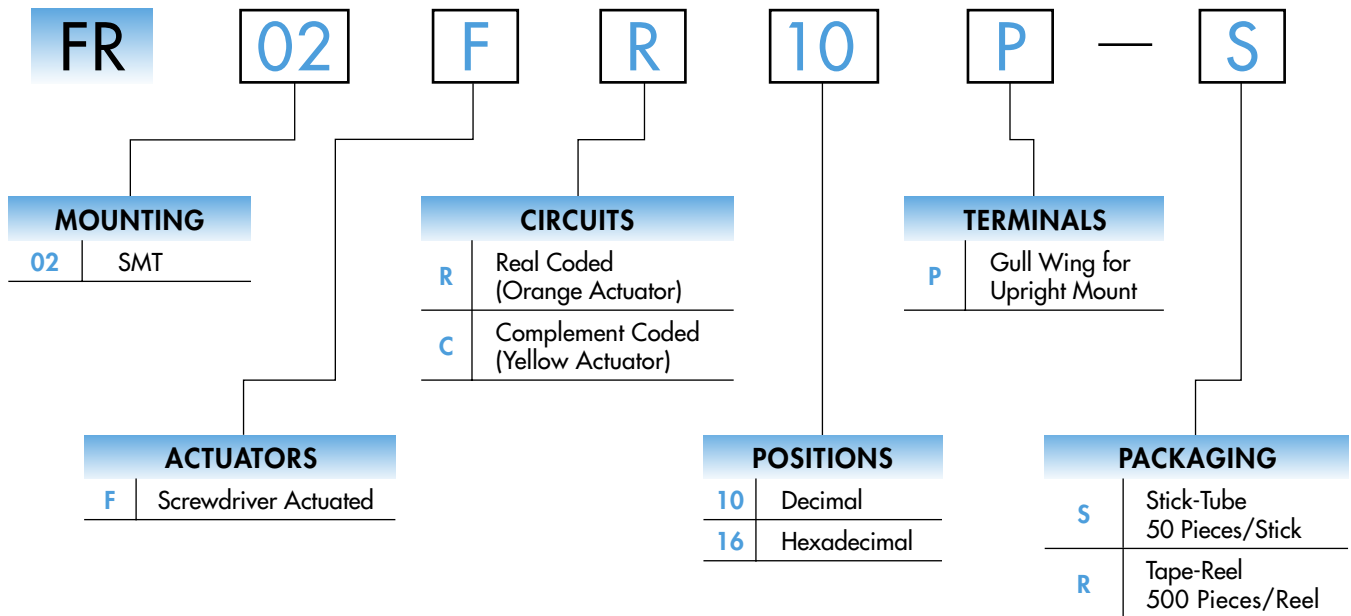 FR 02 F R 10 P — S
MOUNTING
02 SMT
CIRCUITS
R Real Coded
(Orange Actuator)
C Complement Coded
(Yellow Actuator)
TERMINALS
P Gull Wing for
Upright Mount
ACTUATORS
F Screwdriver Actuated
POSITIONS
10 Decimal
16 Hexadecimal
PACKAGING
S Stick-Tube
50 Pieces/Stick
R Tape-Reel
500 Pieces/Reel